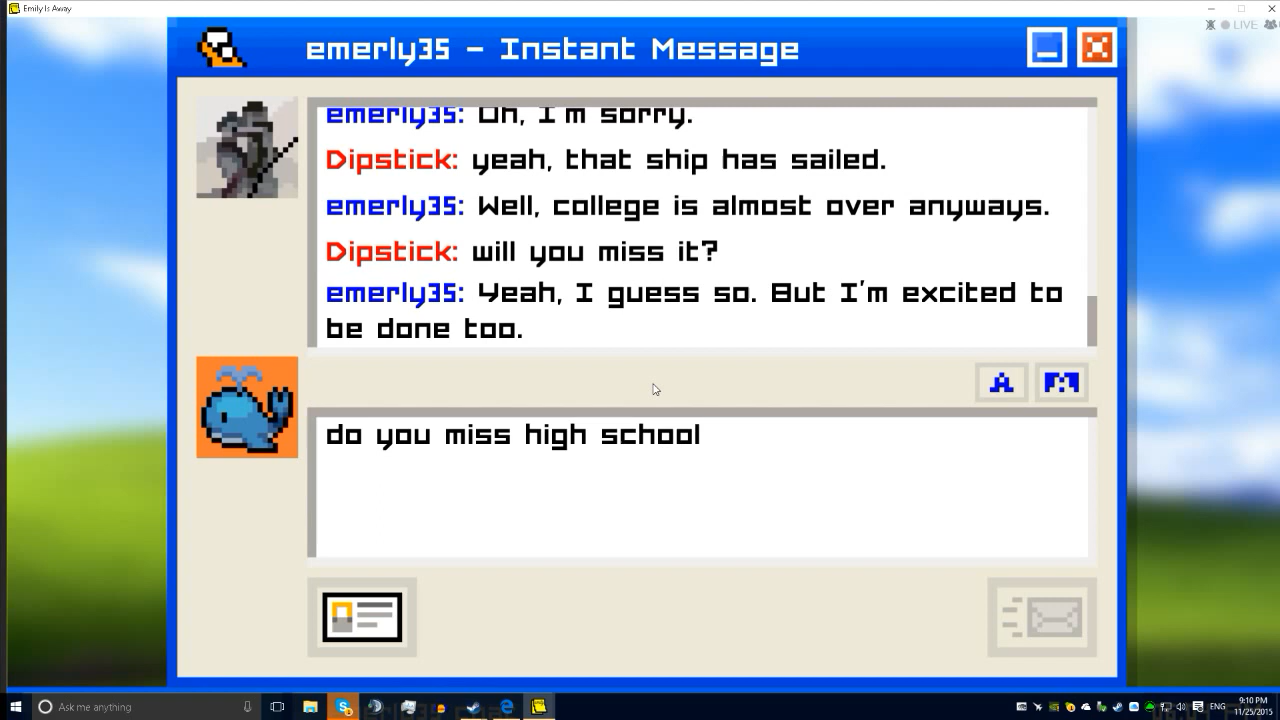 Emily Is Away
LIVE
emerly35 - Instant Message
emerly35: Oh, I'm sorry.
Dipstick: yeah, that ship has sailed.
emerly35: Well, college is almost over anyways.
Dipstick: will you miss it?
emerly35: Yeah, I guess so. But I'm excited to
be done too.
do you miss high school
Ask me anything
ENG
9:10 PM
11/25/2015